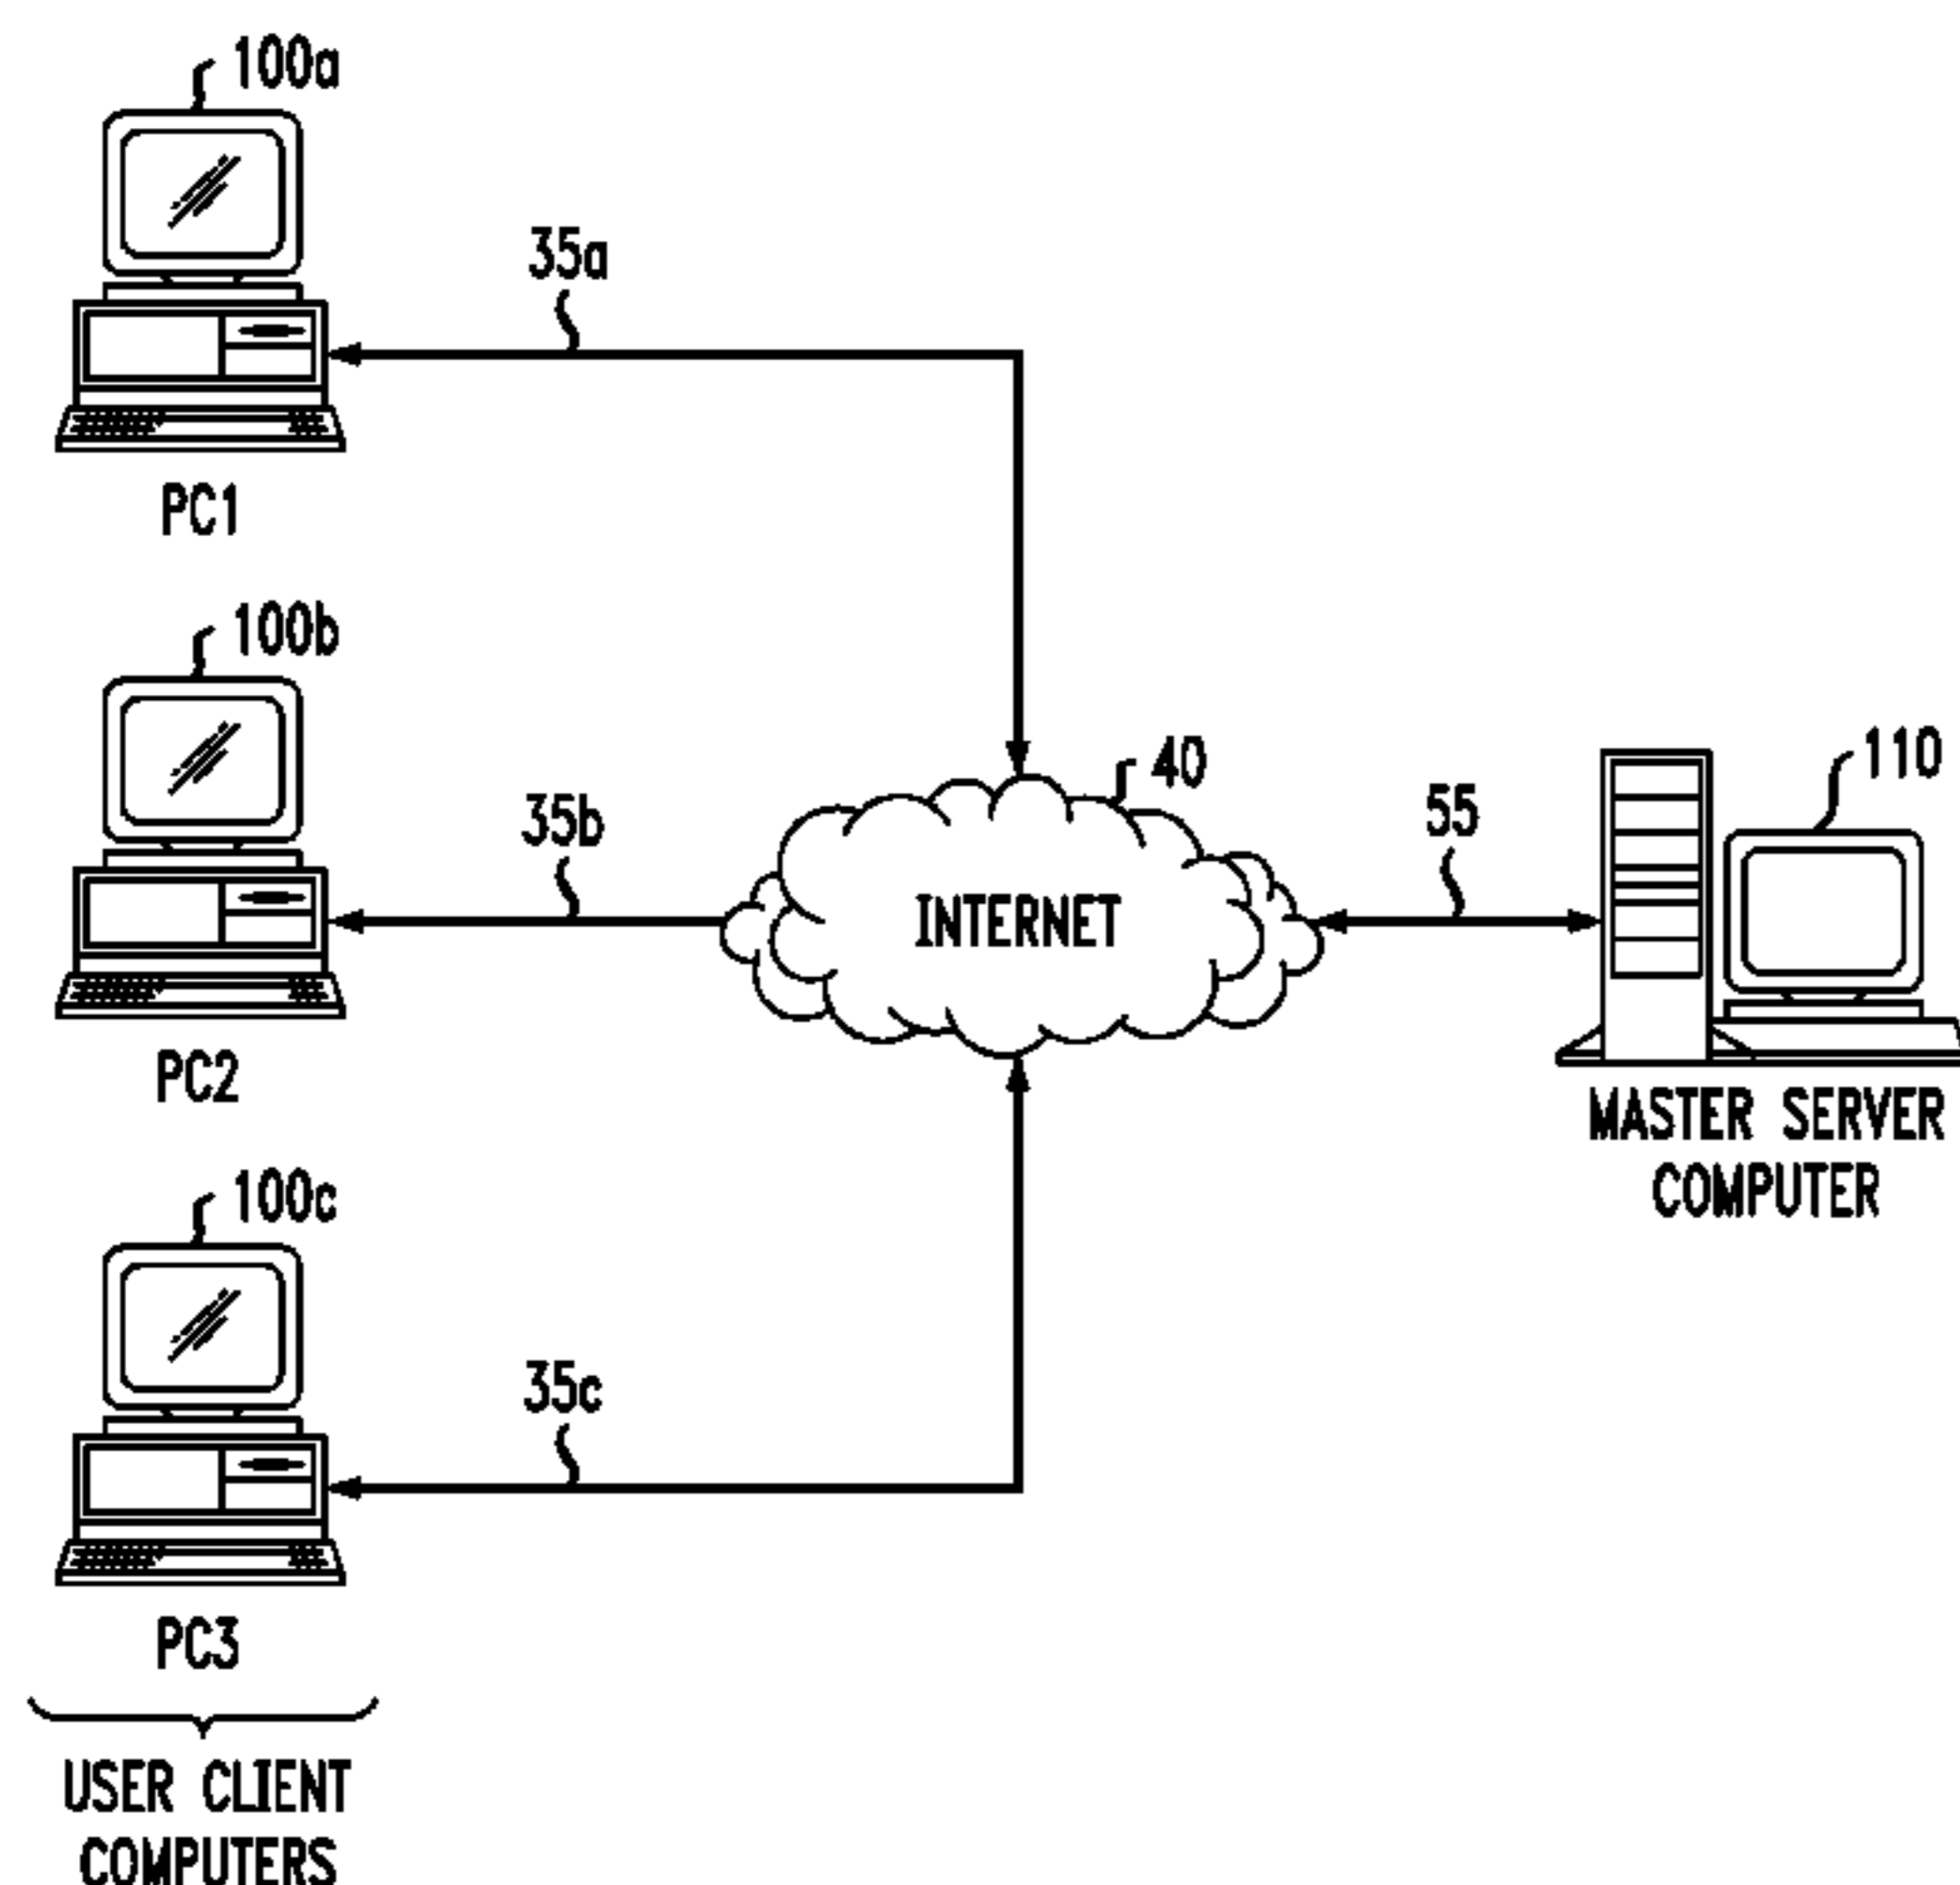 100a
35a
PC1
100b
35b
PC2
40
INTERNET
55
110
MASTER SERVER
COMPUTER
100c
35c
PC3
USER CLIENT
COMPUTERS